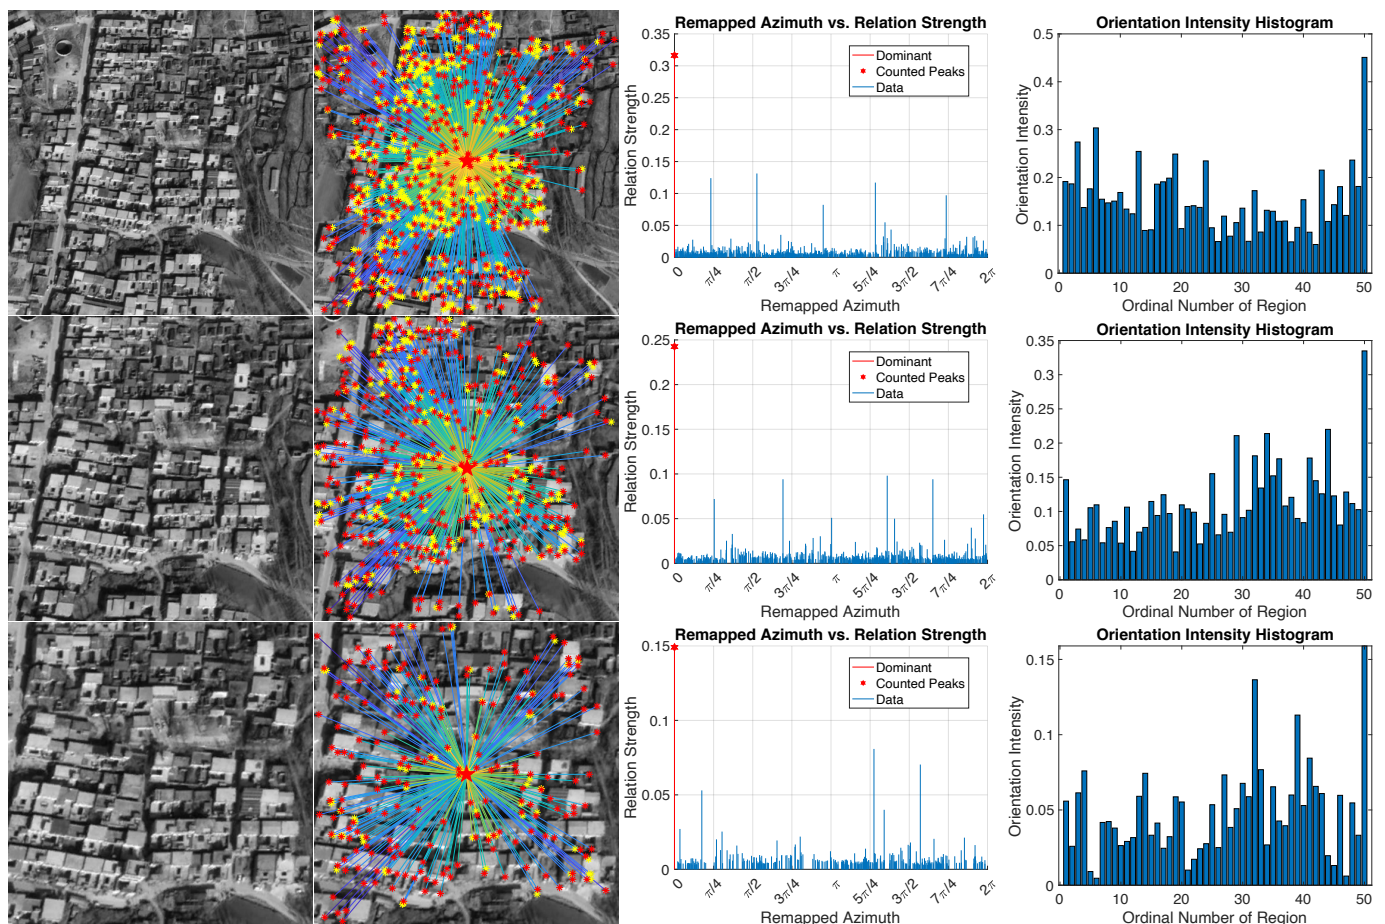 Remapped Azimuth vs. Relation Strength
0.35
0.3
0.25
0.2
0.15
0.1
0.05
0
Relation Strength
Dominant
Counted Peaks
Data
0 π/4 π/2 3π/4 π 5π/4 3π/2 7π/4 2π
Remapped Azimuth
Orientation Intensity Histogram
0.5
0.4
0.3
0.2
0.1
0
Orientation Intensity
0 10 20 30 40 50
Ordinal Number of Region
Remapped Azimuth vs. Relation Strength
0.25
0.2
0.15
0.1
0.05
0
Relation Strength
Dominant
Counted Peaks
Data
0 π/4 π/2 3π/4 π 5π/4 3π/2 7π/4 2π
Remapped Azimuth
Orientation Intensity Histogram
0.35
0.3
0.25
0.2
0.15
0.1
0.05
0
Orientation Intensity
0 10 20 30 40 50
Ordinal Number of Region
Remapped Azimuth vs. Relation Strength
0.15
0.1
0.05
0
Relation Strength
Dominant
Counted Peaks
Data
0 π/4 π/2 3π/4 π 5π/4 3π/2 7π/4 2π
Remapped Azimuth
Orientation Intensity Histogram
0.15
0.1
0.05
0
Orientation Intensity
0 10 20 30 40 50
Ordinal Number of Region